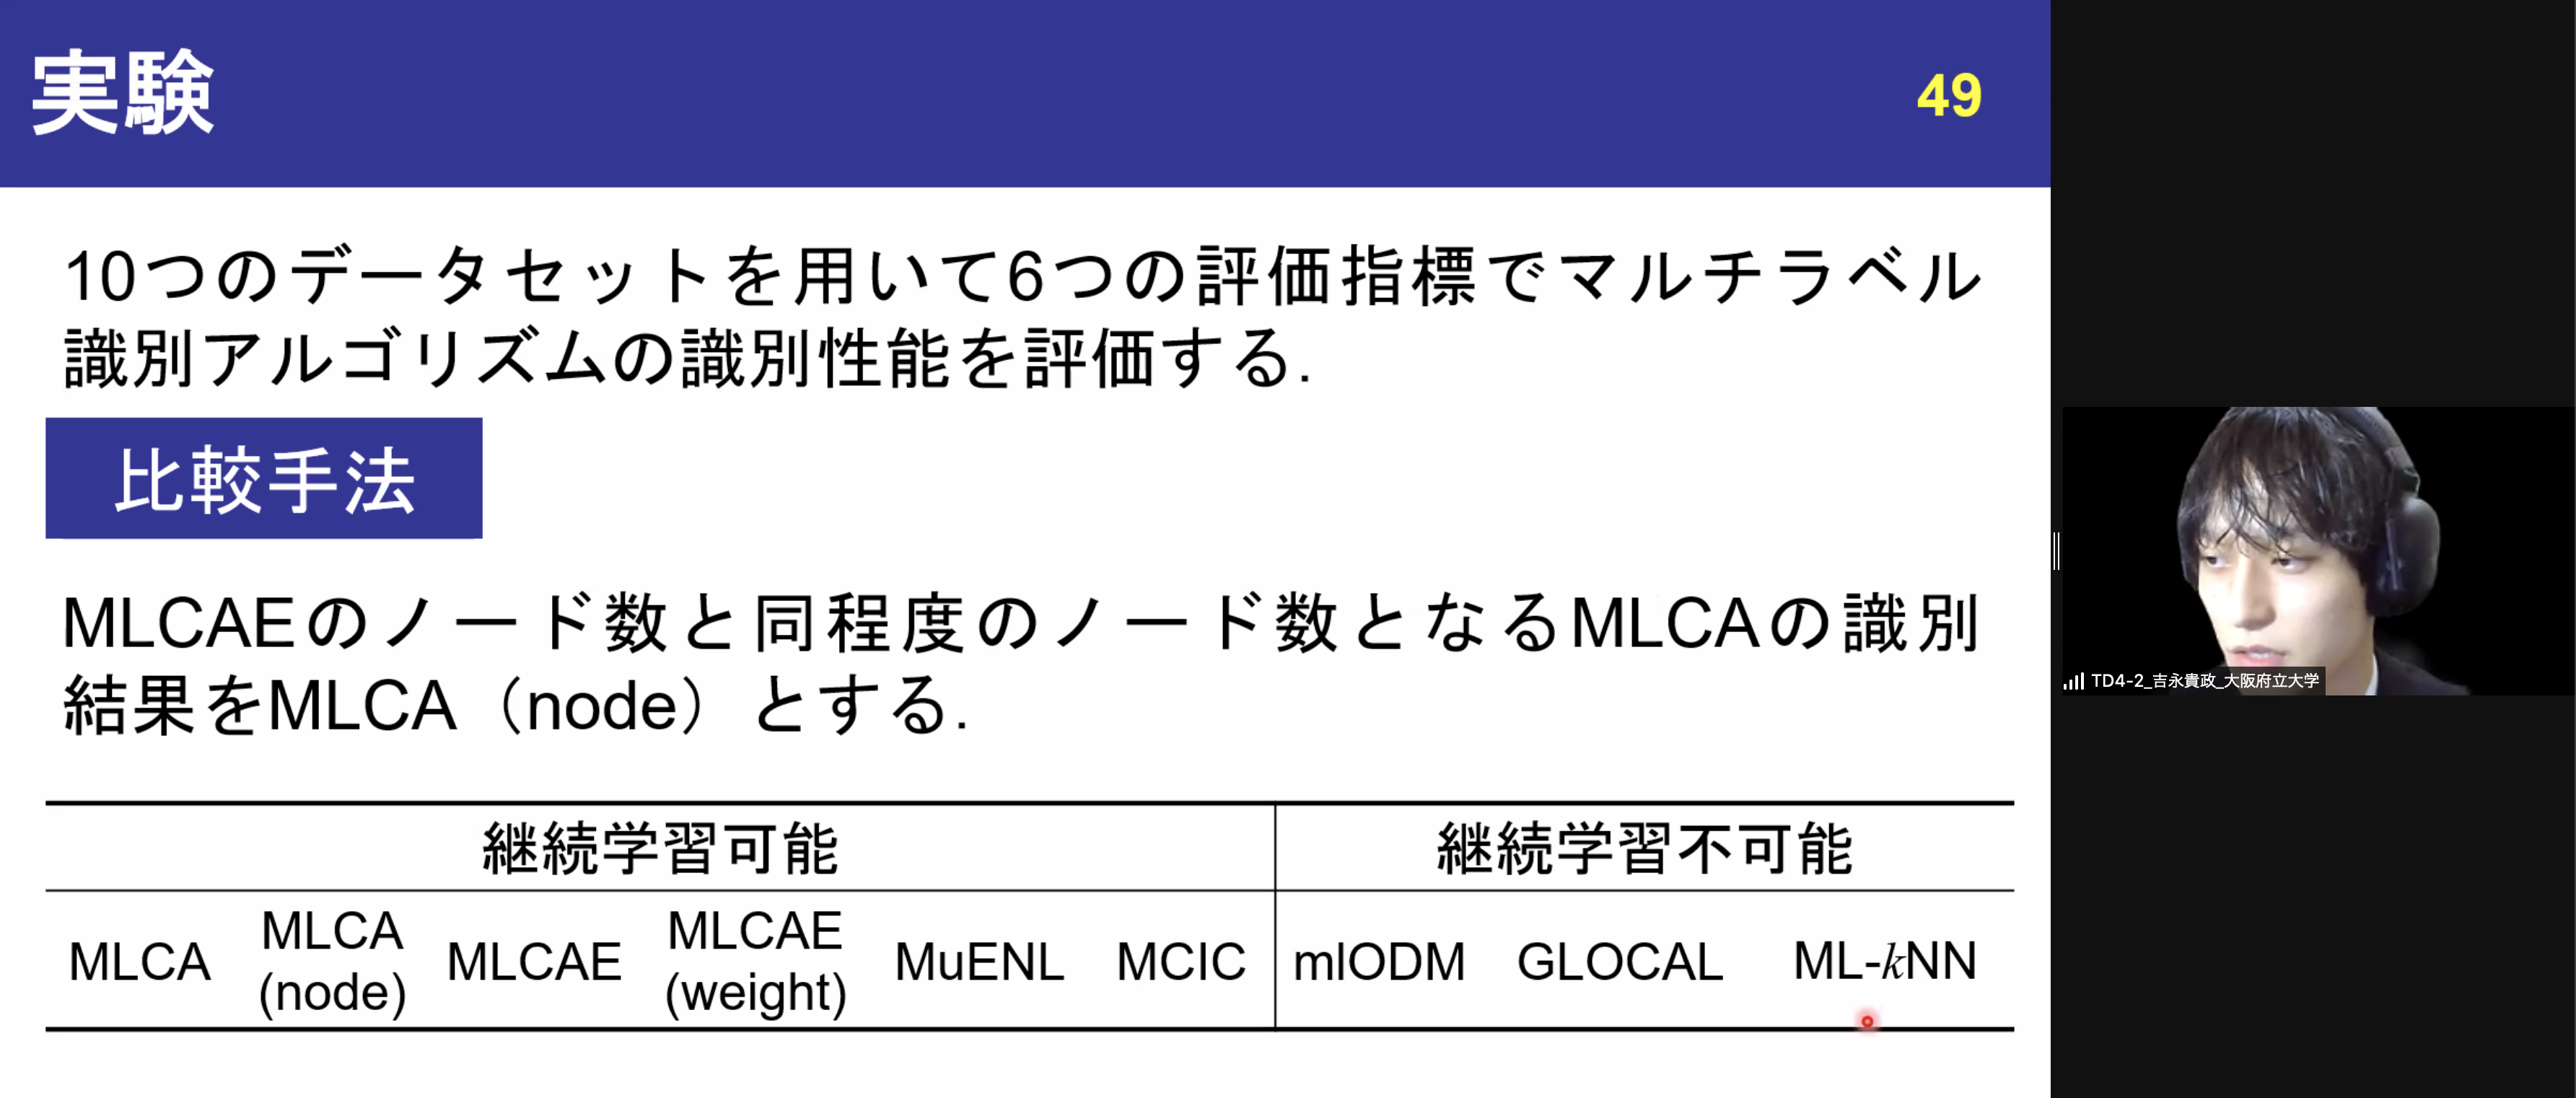 実験
49
10つのデータセットを用いて6つの評価指標でマルチラベル
識別アルゴリズムの識別性能を評価する.
比較手法
MLCAEのノード数と同程度のノード数となるMLCAの識別
結果をMLCA（node）とする.
継続学習可能 継続学習不可能
MLCA MLCA (node) MLCAE MLCAE (weight) MuENL MCIC mlODM GLOCAL ML-kNN
TD4-2_吉永貴政_大阪府立大学